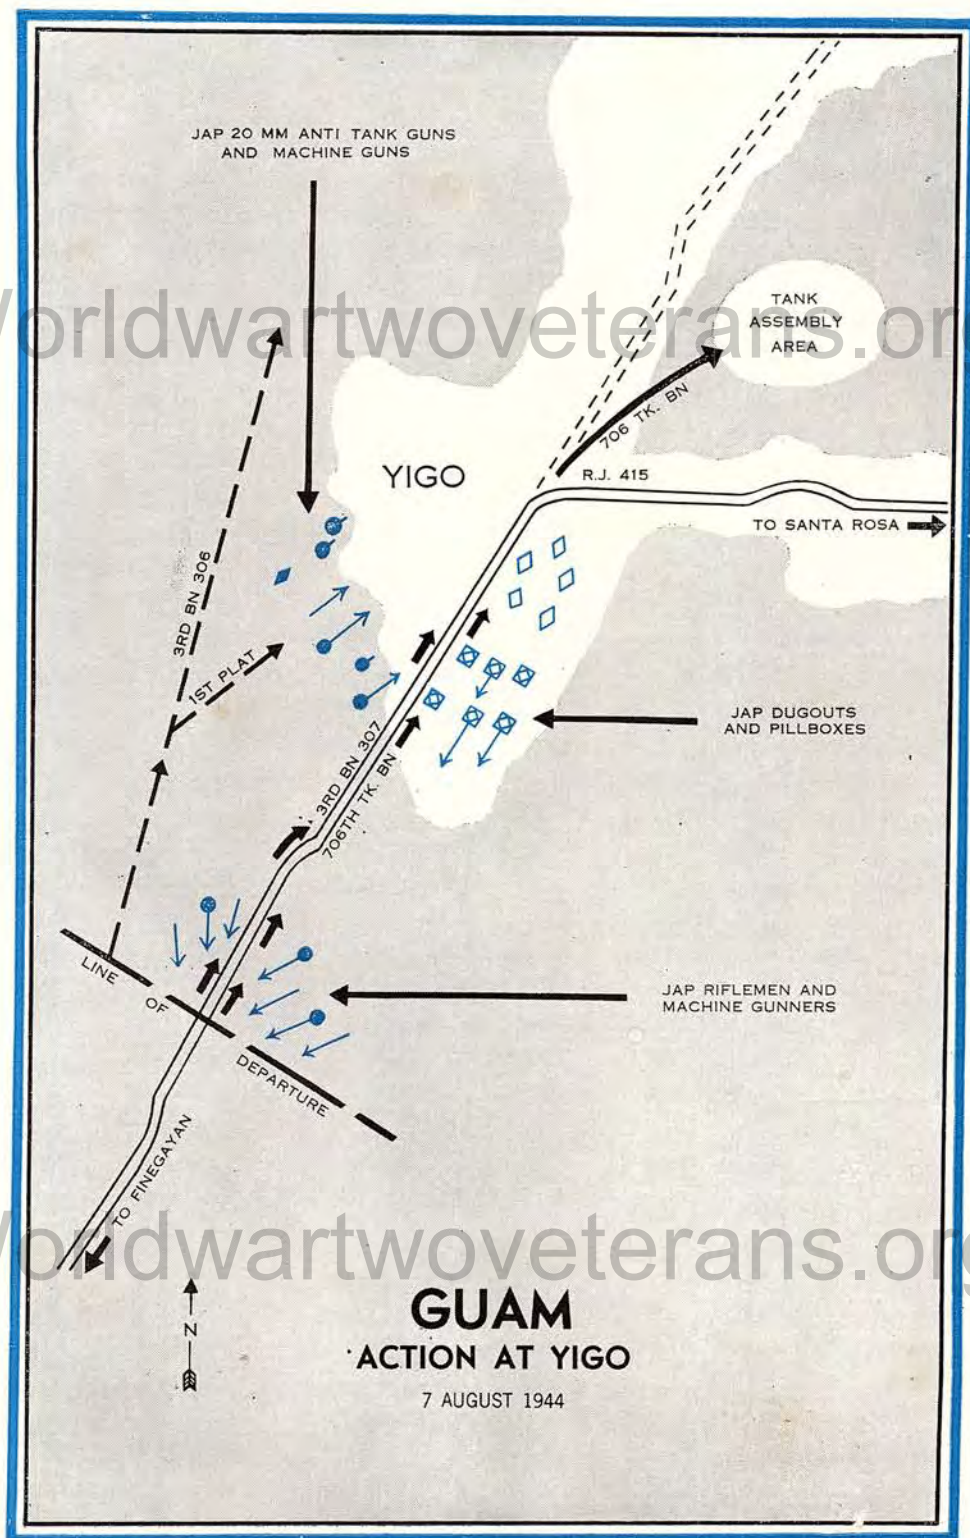 JAP 20 MM ANTI TANK GUNS
AND MACHINE GUNS
Worldwartwoveterans.org
TANK
ASSEMBLY
AREA
706 TK. BN
YIGO
R.J. 415
TO SANTA ROSA
3RD BN 306
1ST PLAT
JAP DUGOUTS
AND PILLBOXES
3RD BN 307
706TH TK. BN
LINE OF DEPARTURE
JAP RIFLEMEN AND
MACHINE GUNNERS
TO FINEGAYAN
Worldwartwoveterans.org
N
GUAM
ACTION AT YIGO
7 AUGUST 1944